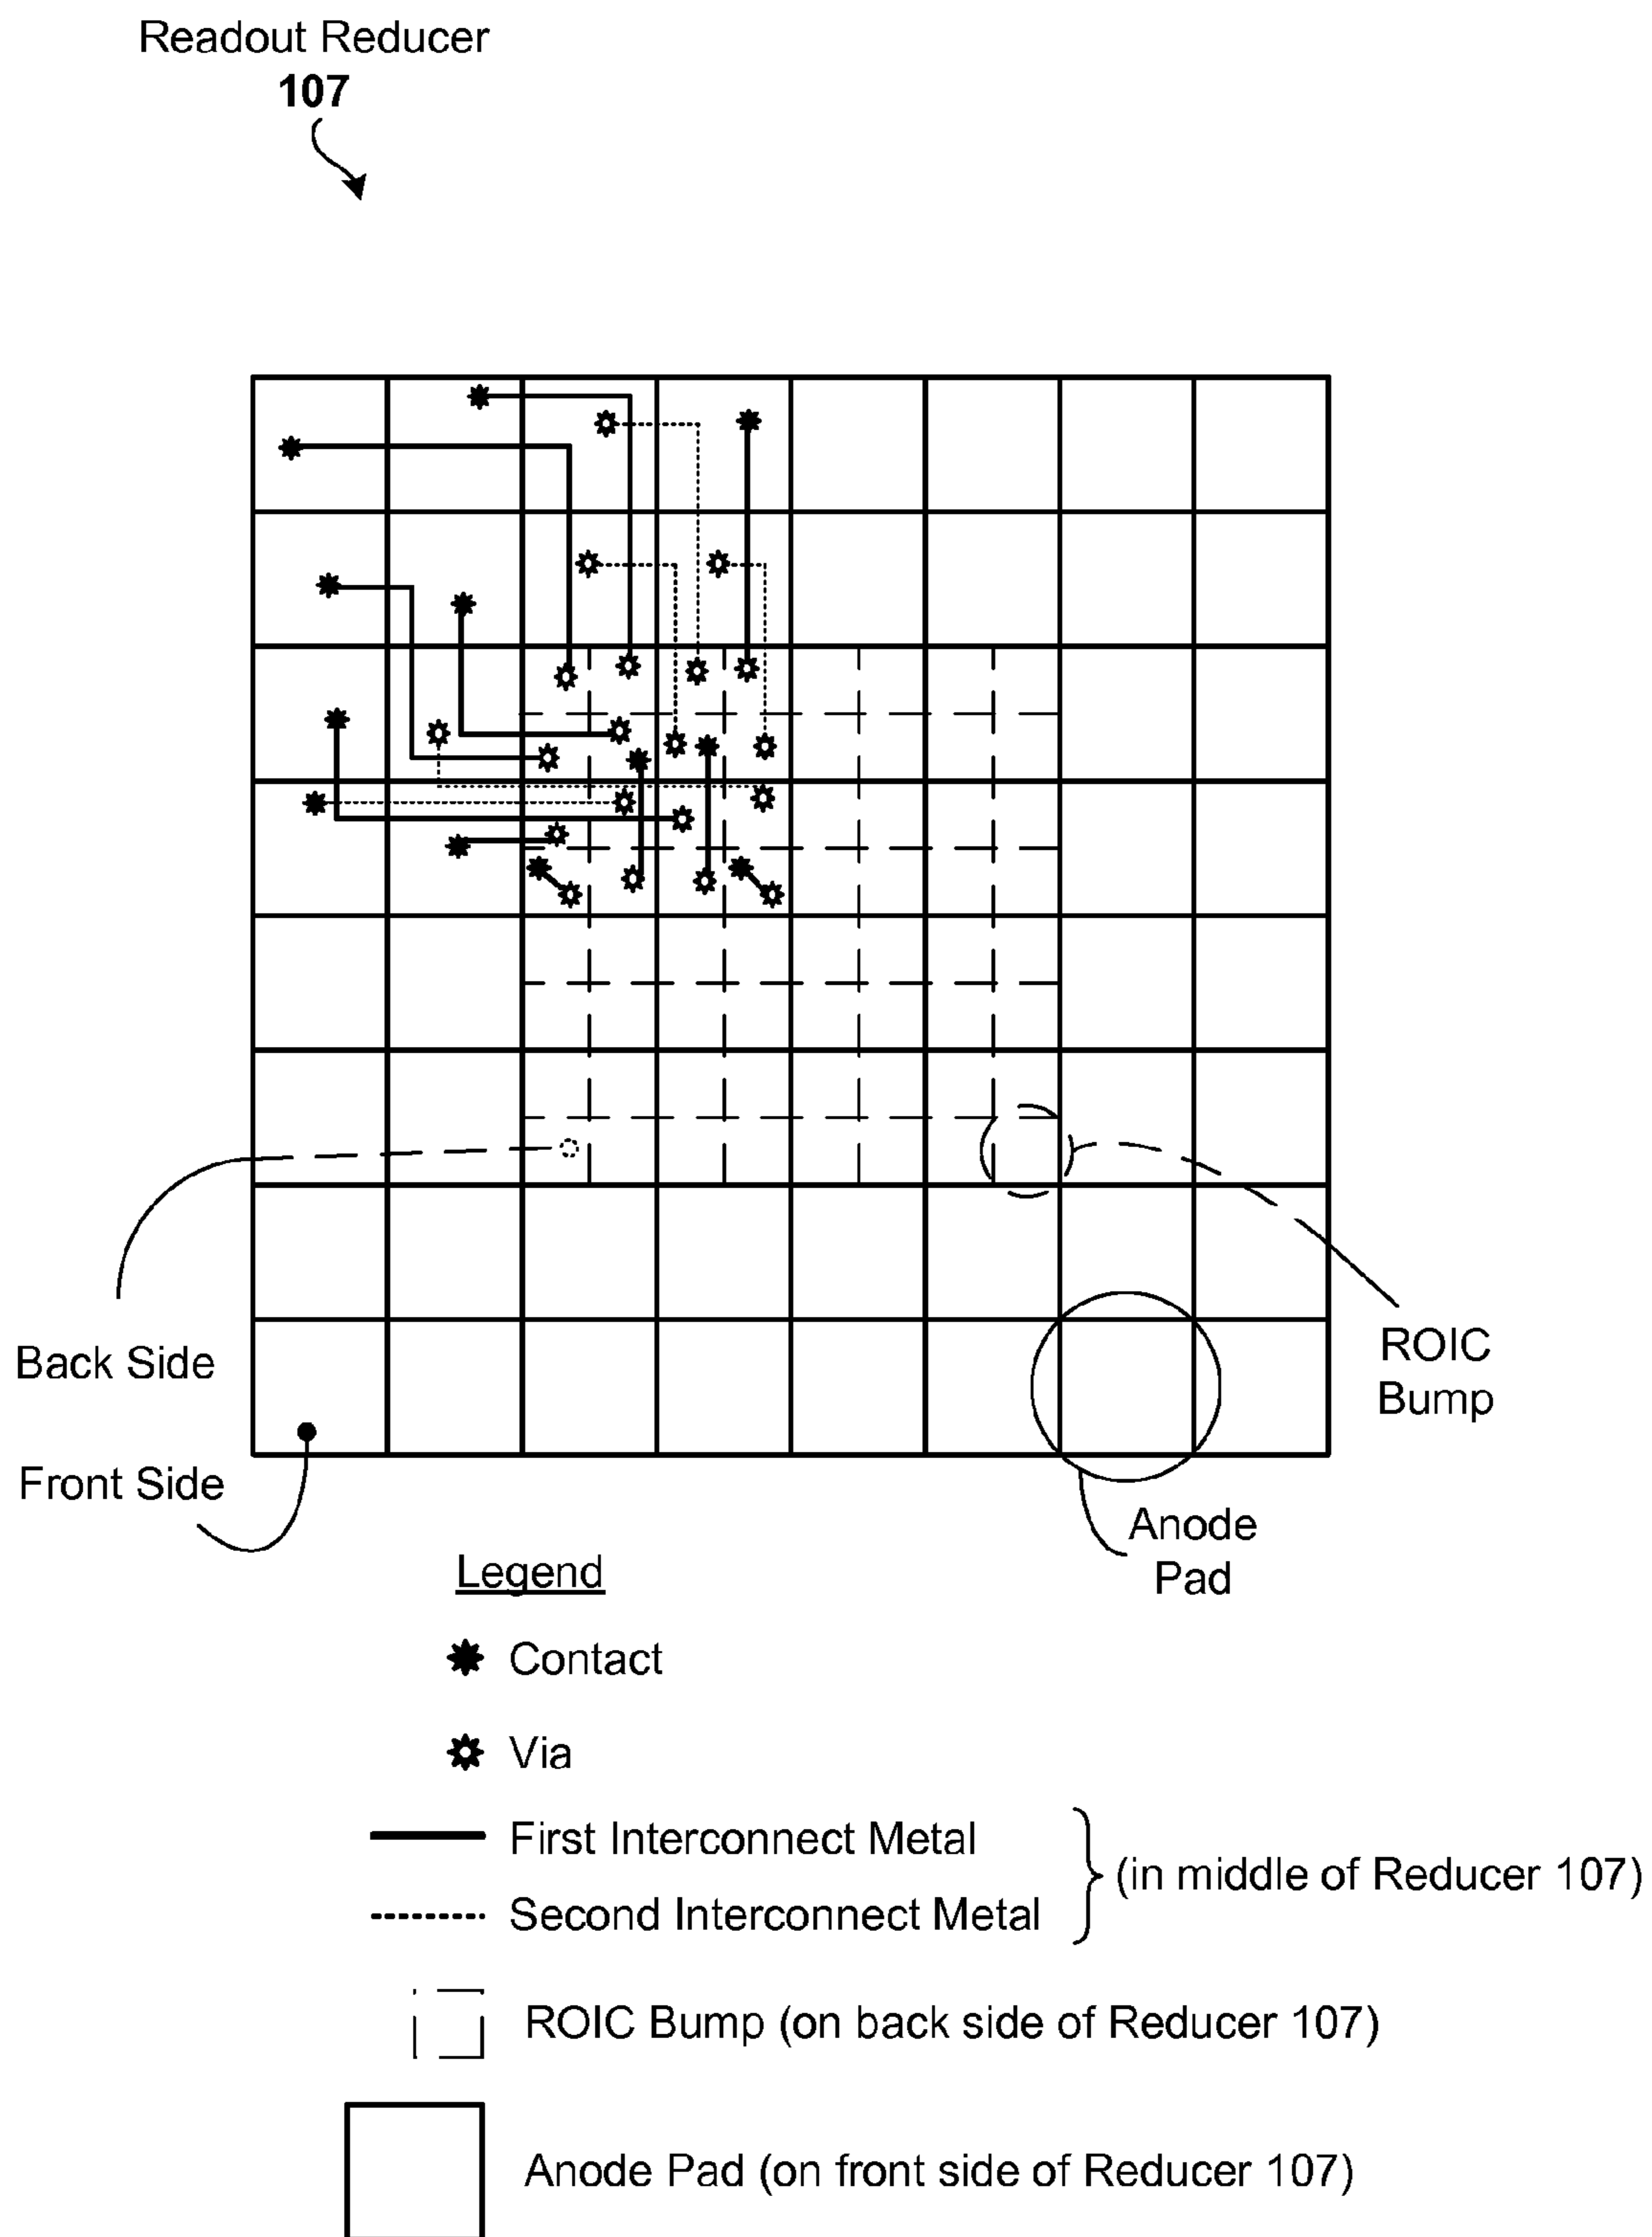 Readout Reducer
107
Back Side
Front Side
ROIC
Bump
Anode
Pad
Legend
Contact
Via
First Interconnect Metal
Second Interconnect Metal
(in middle of Reducer 107)
ROIC Bump (on back side of Reducer 107)
Anode Pad (on front side of Reducer 107)